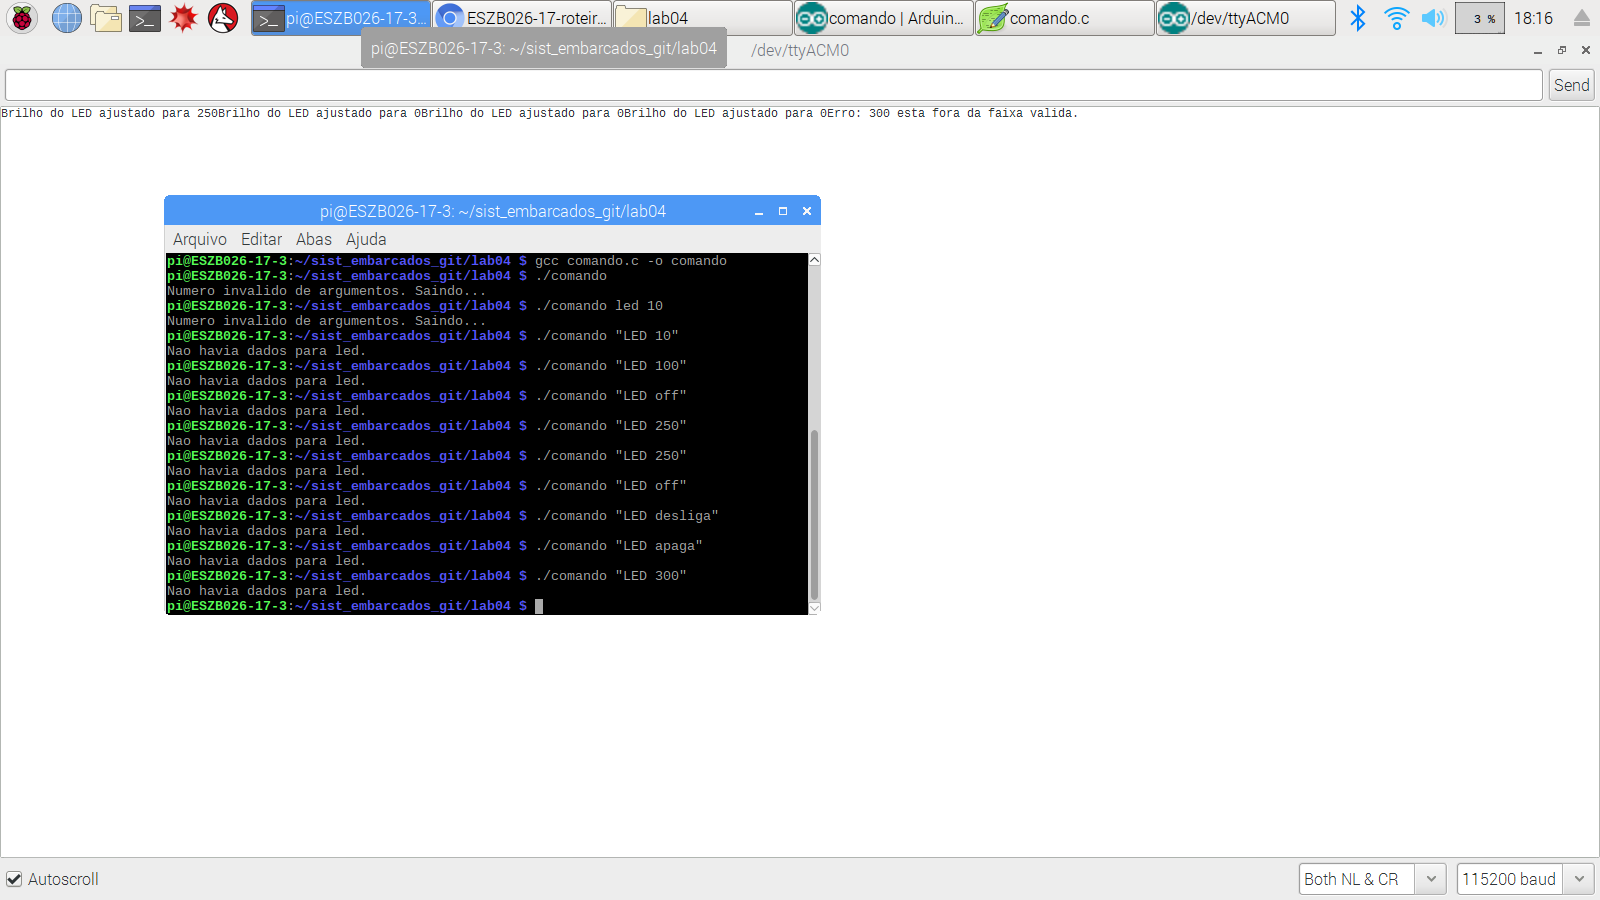 pi@ESZB026-17-3...
ESZB026-17-roteir...
lab04
comando | Arduin...
comando.c
/dev/ttyACM0
3 %
18:16
pi@ESZB026-17-3: ~/sist_embarcados_git/lab04
/dev/ttyACM0
Send
Brilho do LED ajustado para 250Brilho do LED ajustado para 0Brilho do LED ajustado para 0Brilho do LED ajustado para 0Erro: 300 esta fora da faixa valida.
pi@ESZB026-17-3: ~/sist_embarcados_git/lab04
Arquivo Editar Abas Ajuda
pi@ESZB026-17-3:~/sist_embarcados_git/lab04 $ gcc comando.c -o comando
pi@ESZB026-17-3:~/sist_embarcados_git/lab04 $ ./comando
Numero invalido de argumentos. Saindo...
pi@ESZB026-17-3:~/sist_embarcados_git/lab04 $ ./comando led 10
Numero invalido de argumentos. Saindo...
pi@ESZB026-17-3:~/sist_embarcados_git/lab04 $ ./comando "LED 10"
Nao havia dados para led.
pi@ESZB026-17-3:~/sist_embarcados_git/lab04 $ ./comando "LED 100"
Nao havia dados para led.
pi@ESZB026-17-3:~/sist_embarcados_git/lab04 $ ./comando "LED off"
Nao havia dados para led.
pi@ESZB026-17-3:~/sist_embarcados_git/lab04 $ ./comando "LED 250"
Nao havia dados para led.
pi@ESZB026-17-3:~/sist_embarcados_git/lab04 $ ./comando "LED 250"
Nao havia dados para led.
pi@ESZB026-17-3:~/sist_embarcados_git/lab04 $ ./comando "LED off"
Nao havia dados para led.
pi@ESZB026-17-3:~/sist_embarcados_git/lab04 $ ./comando "LED desliga"
Nao havia dados para led.
pi@ESZB026-17-3:~/sist_embarcados_git/lab04 $ ./comando "LED apaga"
Nao havia dados para led.
pi@ESZB026-17-3:~/sist_embarcados_git/lab04 $ ./comando "LED 300"
Nao havia dados para led.
pi@ESZB026-17-3:~/sist_embarcados_git/lab04 $
Autoscroll
Both NL & CR
115200 baud